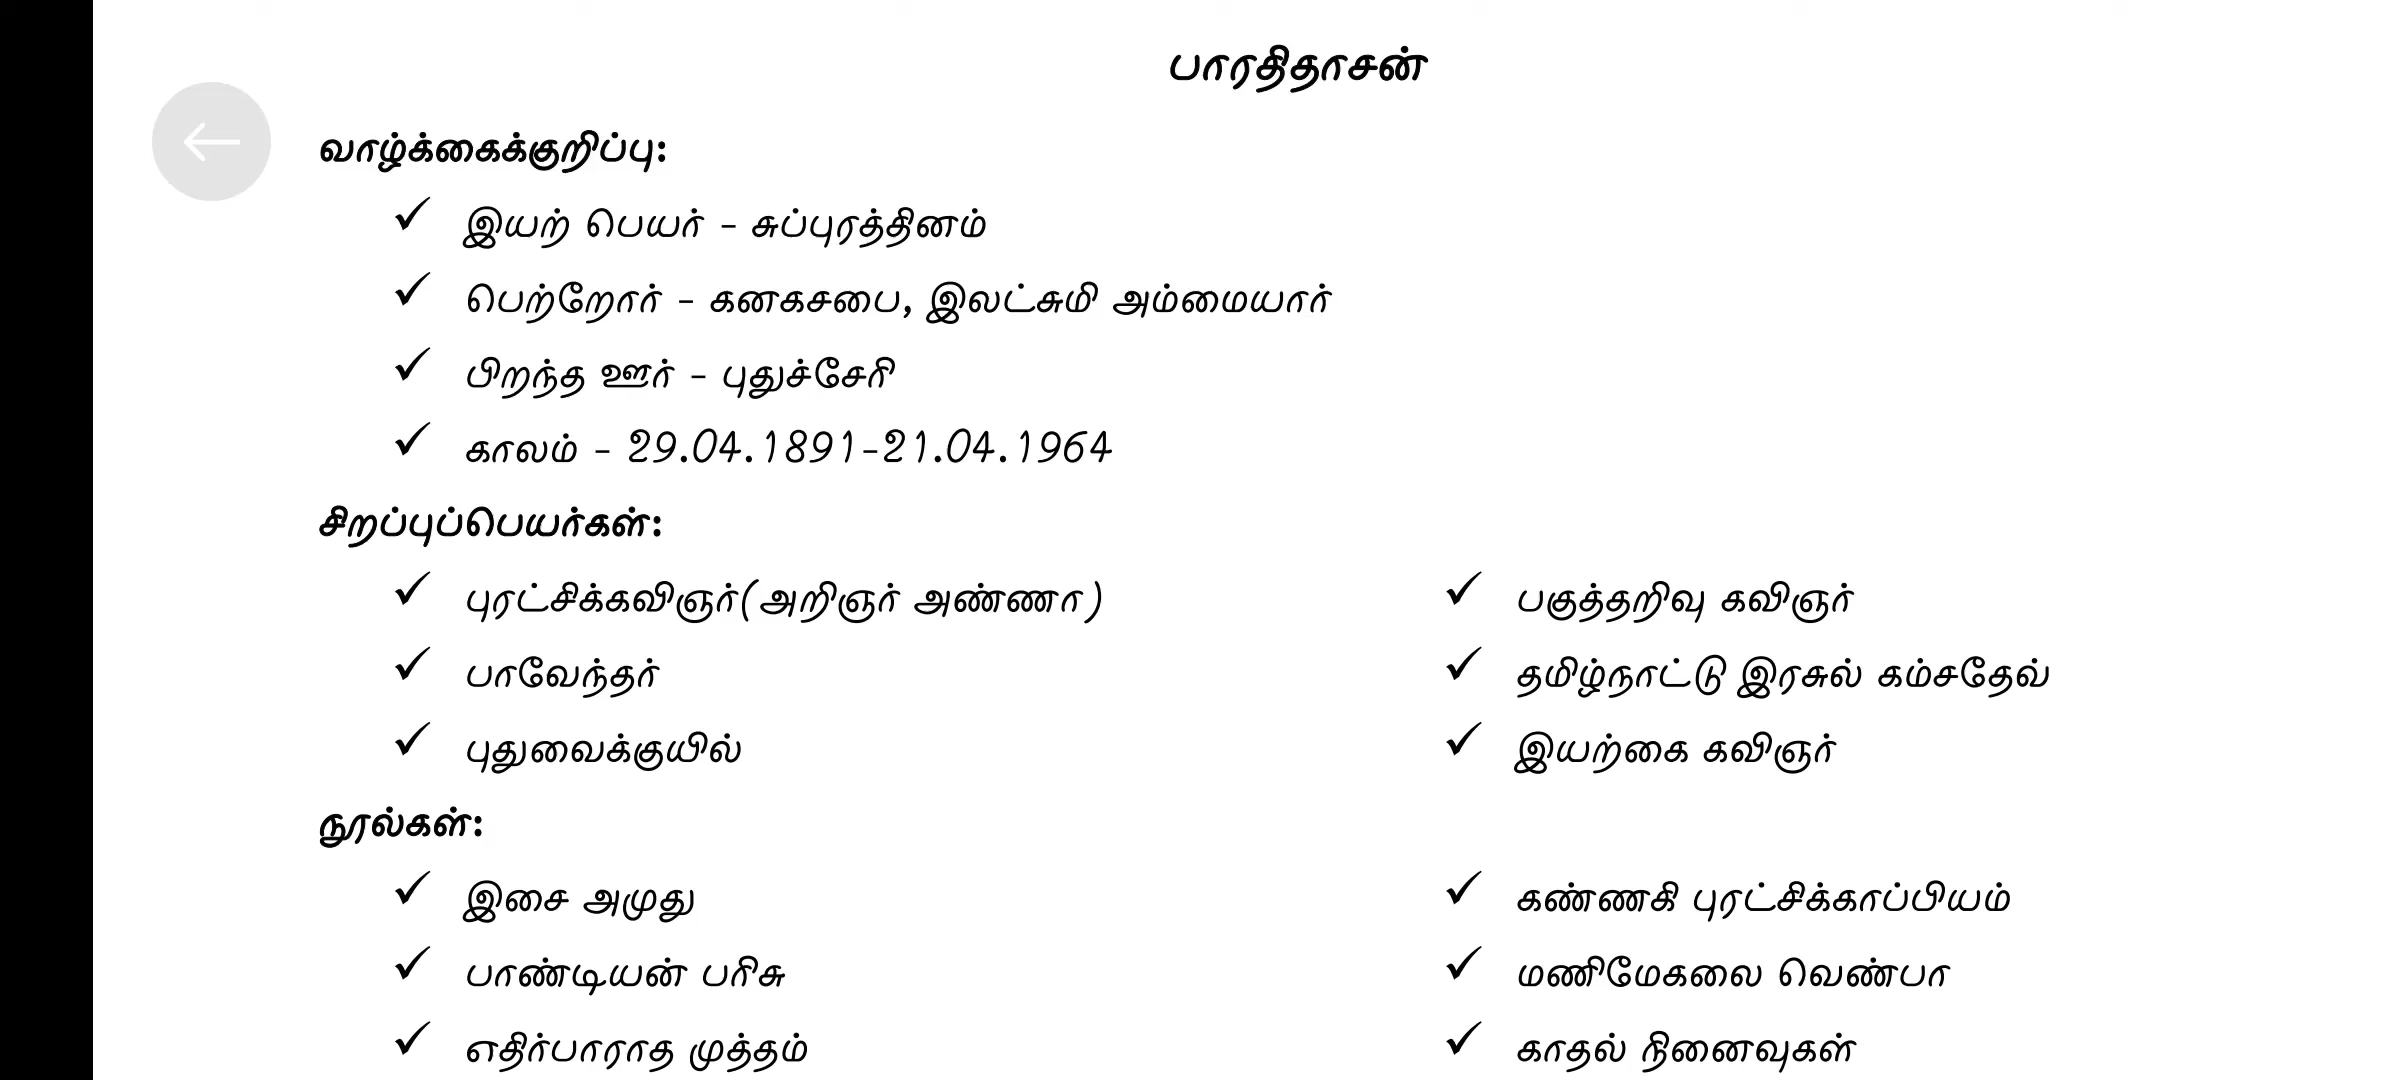 பாரதிதாசன்
வாழ்க்கைக்குறிப்பு:
✓ இயற் பெயர் - சுப்புரத்தினம்
✓ பெற்றோர் - கனகசபை, இலட்சுமி அம்மையார்
✓ பிறந்த ஊர் - புதுச்சேரி
✓ காலம் - 29.04.1891-21.04.1964
சிறப்புப்பெயர்கள்:
✓ புரட்சிக்கவிஞர்(அறிஞர் அண்ணா)
✓ பாவேந்தர்
✓ புதுவைக்குயில்
✓ பகுத்தறிவு கவிஞர்
✓ தமிழ்நாட்டு இரசுல் கம்சதேவ்
✓ இயற்கை கவிஞர்
நூல்கள்:
✓ இசை அமுது
✓ பாண்டியன் பரிசு
✓ எதிர்பாராத முத்தம்
✓ கண்ணகி புரட்சிக்காப்பியம்
✓ மணிமேகலை வெண்பா
✓ காதல் நினைவுகள்